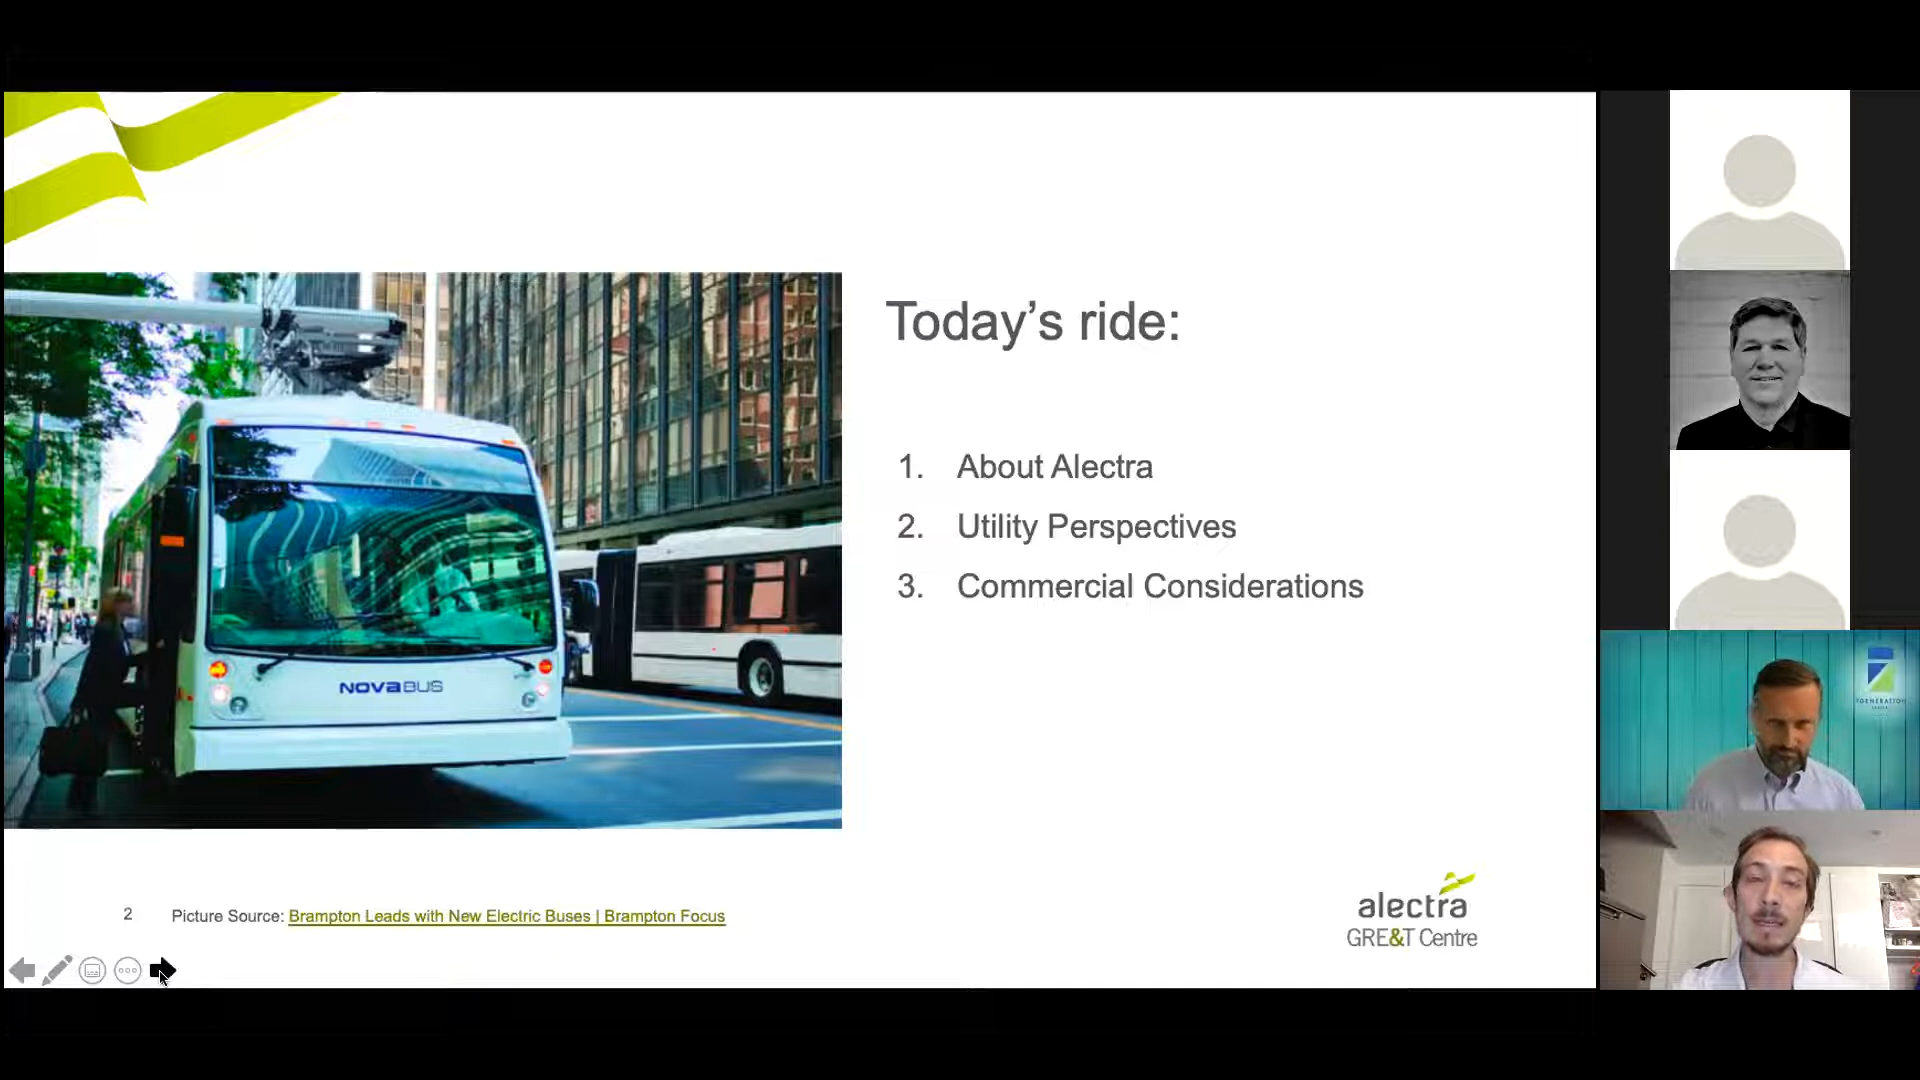 Today's ride:
1. About Alectra
2. Utility Perspectives
3. Commercial Considerations
NOVABUS
2 Picture Source: Brampton Leads with New Electric Buses | Brampton Focus
alectra
GRE&T Centre